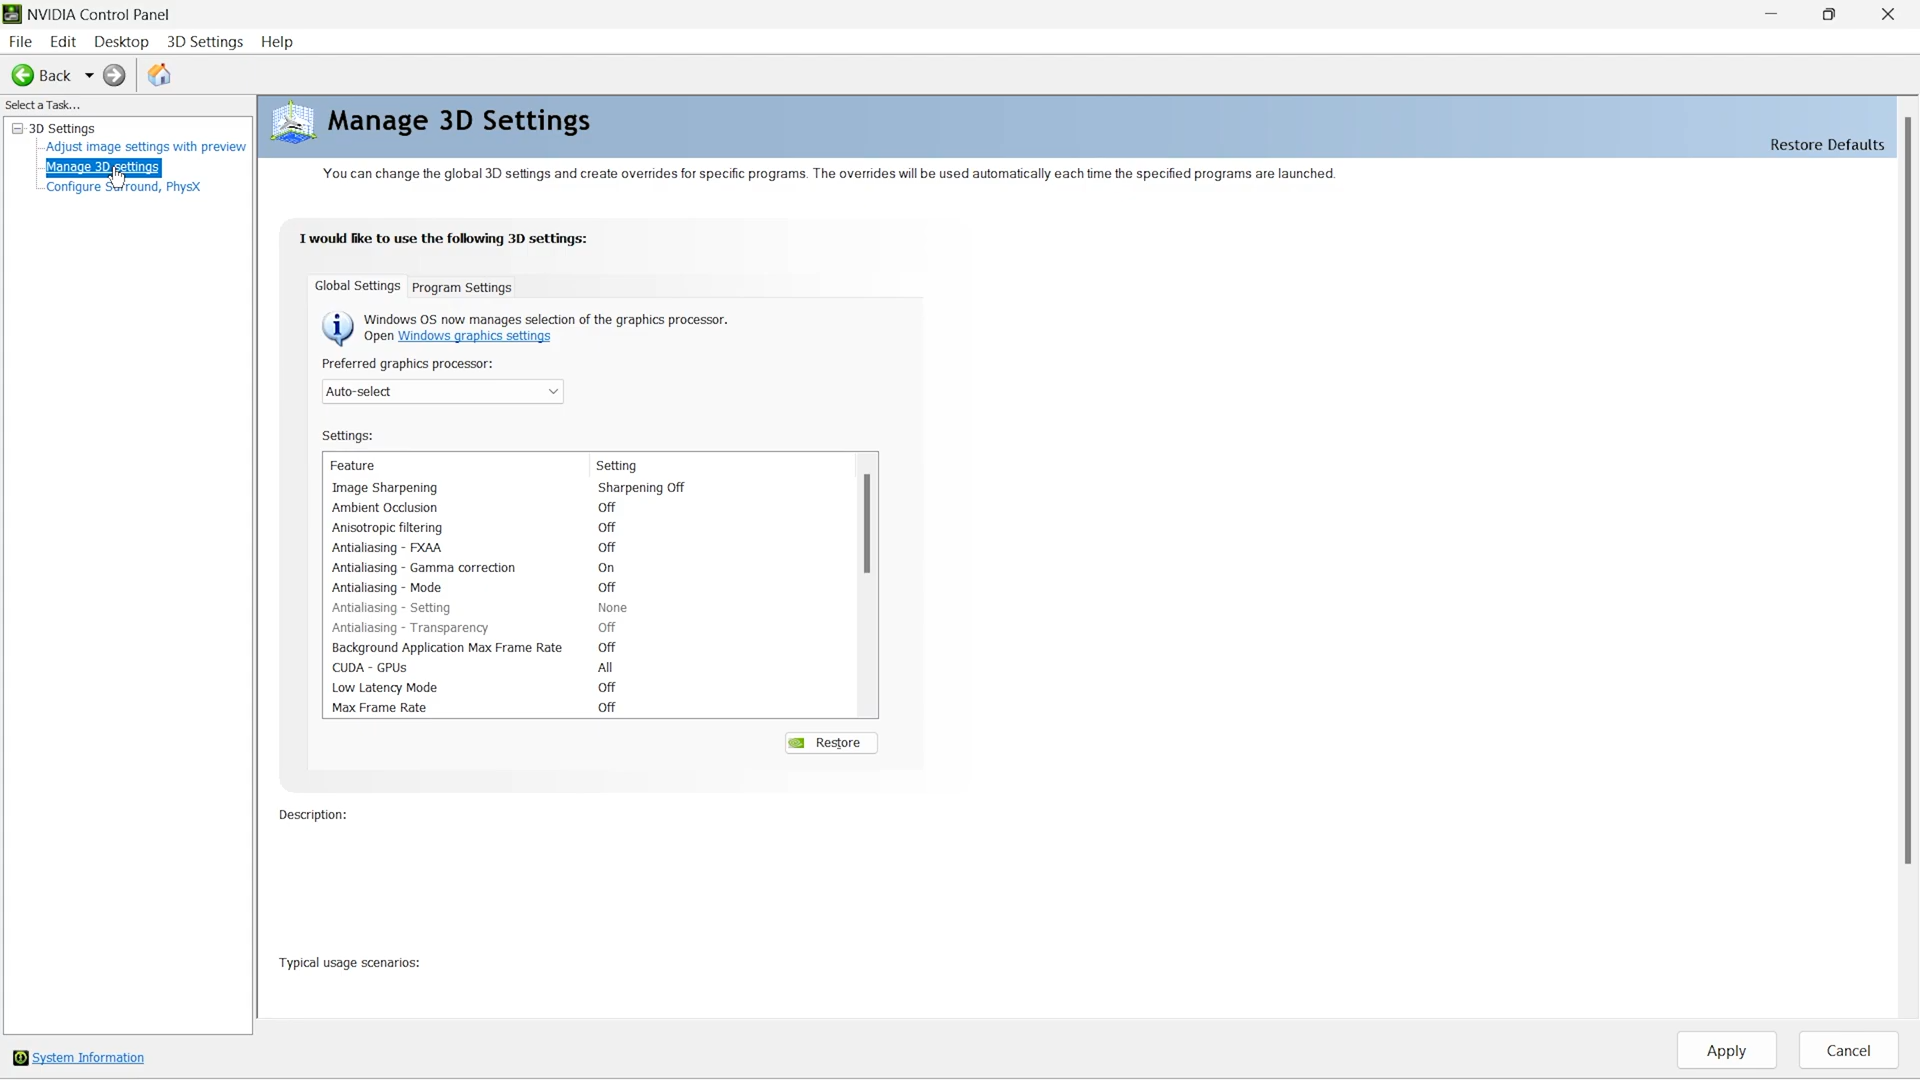 NVIDIA Control Panel
File Edit Desktop 3D Settings Help
Back
Select a Task...
3D Settings
Adjust image settings with preview
Manage 3D settings
Configure Surround, PhysX
System Information
Manage 3D Settings
Restore Defaults
You can change the global 3D settings and create overrides for specific programs. The overrides will be used automatically each time the specified programs are launched.
I would like to use the following 3D settings:
Global Settings Program Settings
Windows OS now manages selection of the graphics processor.
Open Windows graphics settings
Preferred graphics processor:
Auto-select
Settings:
Feature Setting
Image Sharpening Sharpening Off
Ambient Occlusion Off
Anisotropic filtering Off
Antialiasing - FXAA Off
Antialiasing - Gamma correction On
Antialiasing - Mode Off
Antialiasing - Setting None
Antialiasing - Transparency Off
Background Application Max Frame Rate Off
CUDA - GPUs All
Low Latency Mode Off
Max Frame Rate Off
Restore
Description:
Typical usage scenarios:
Apply Cancel